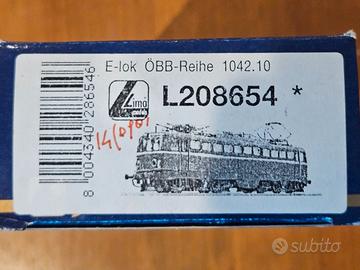 E-lok ÖBB-Reihe 1042.10
Lima
L208654 *
8 004340 286546
subito